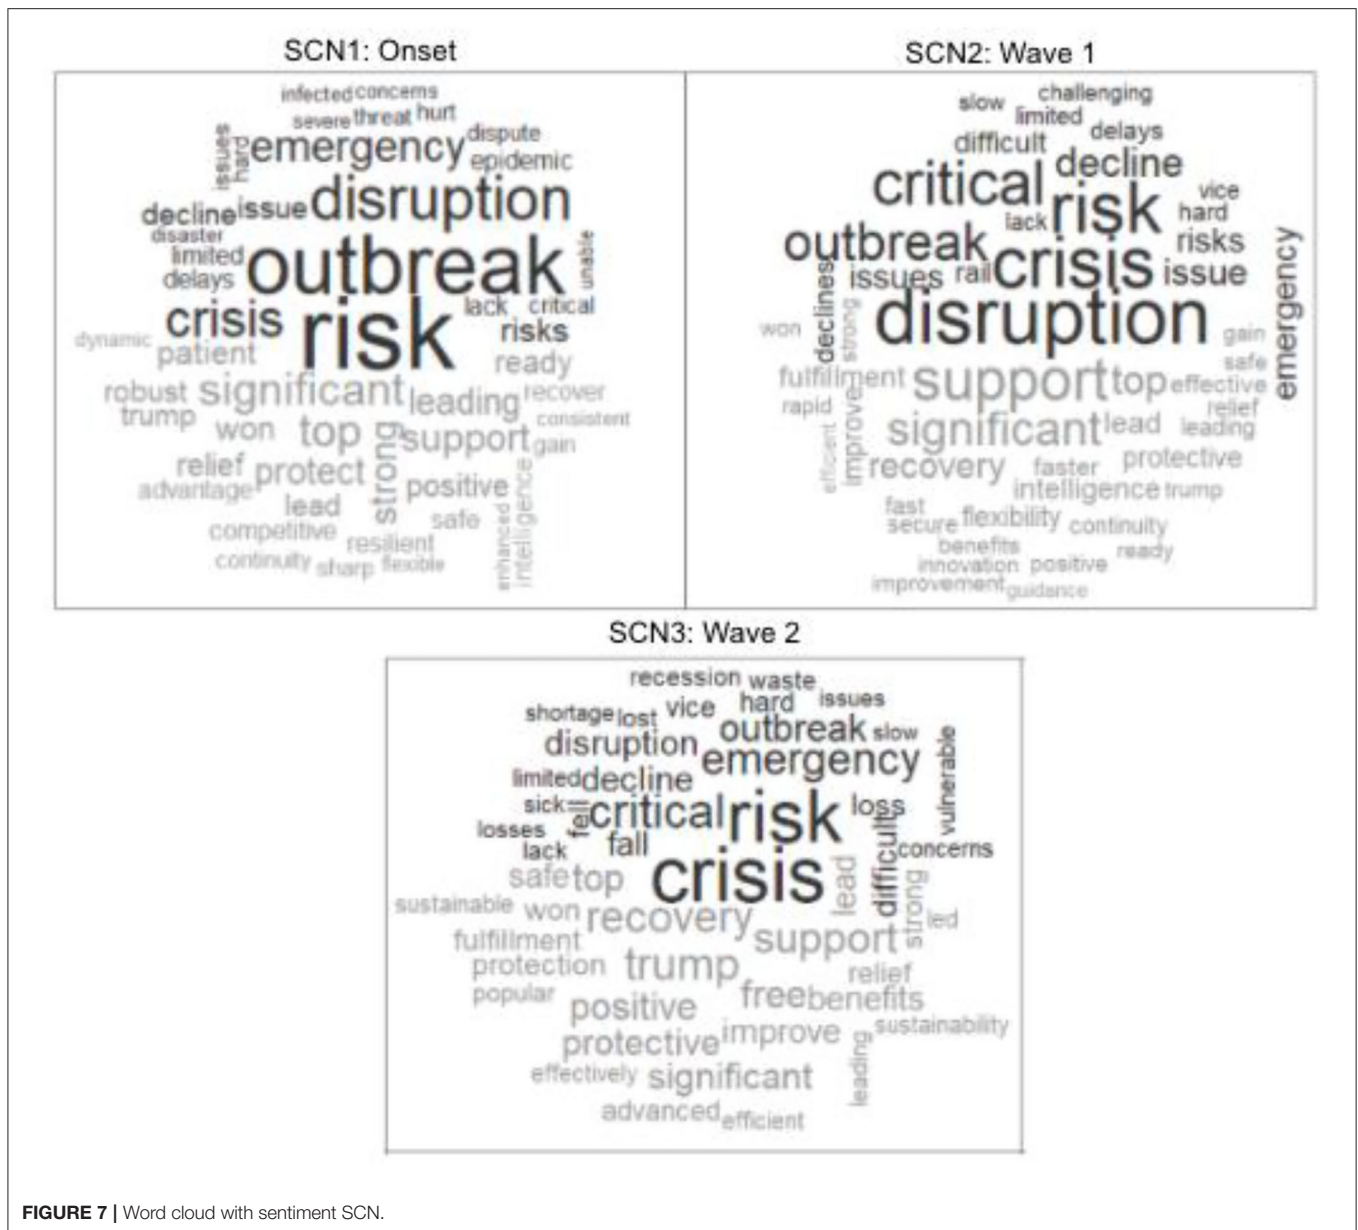 SCN1: Onset
infected concerns
severe threat hurt
issues hard emergency dispute
epidemic
disruption
decline issue
disaster
limited
outbreak unable
delays
lack critical
crisis risk risks
dynamic
patient ready
robust significant leading recover
trump won top strong support consistent
gain
relief protect positive
advantage
lead safe enhanced intelligence
competitive resilient
continuity sharp flexible
SCN2: Wave 1
slow challenging
limited
difficult delays
critical decline
risk vice
lack hard
outbreak risks emergency
issues rail crisis issue
declines strong disruption
won gain
safe
fulfillment support top effective
rapid improve relief
efficient significant lead leading
recovery faster protective
intelligence trump
fast
secure flexibility continuity
benefits ready
innovation positive
improvement guidance
SCN3: Wave 2
recession waste
shortage lost vice hard issues
disruption outbreak slow
emergency vulnerable
limited decline
sick fell critical risk loss
losses
lack fall difficult concerns
safe top crisis lead strong
sustainable won recovery led
fulfillment support
protection trump relief
popular positive free benefits
protective improve sustainability
effectively significant leading
advanced efficient
FIGURE 7 | Word cloud with sentiment SCN.